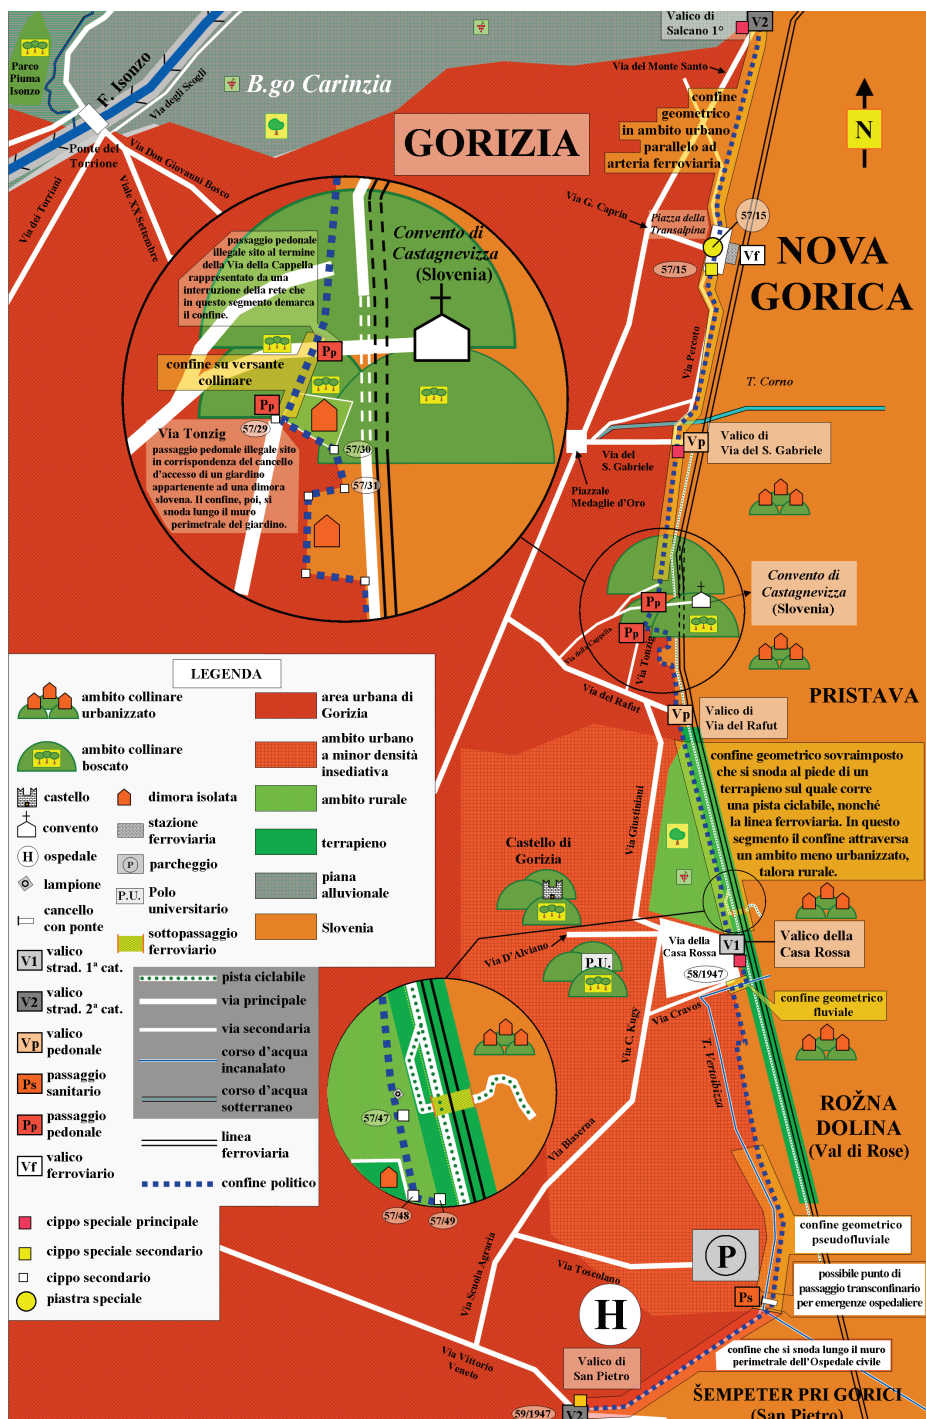 Valico di
Salcano 1°
V2
Parco
Piuma
Isonzo
F. Isonzo
Via degli Scogli
B.go Carinzia
Via del Monte Santo
confine
geometrico
in ambito urbano
parallelo ad
arteria ferroviaria
N
GORIZIA
Ponte del
Torrione
Via Don Giovanni Bosco
Via dei Torriani
Viale XX Settembre
Via G. Caprin
Piazza della
Transalpina
57/15
Vf
57/15
NOVA
GORICA
passaggio pedonale
illegale sito al termine
della Via della Cappella
rappresentato da una
interruzione della rete che
in questo segmento demarca
il confine.
Convento di
Castagnevizza
(Slovenia)
Pp
confine su versante
collinare
Pp
57/29
57/30
57/31
Via Tonzig
passaggio pedonale illegale sito
in corrispondenza del cancello
d'accesso di un giardino
appartenente ad una dimora
slovena. Il confine, poi, si
snoda lungo il muro
perimetrale del giardino.
Via Percoto
T. Corno
Vp
Valico di
Via del S. Gabriele
Via del
S. Gabriele
Piazzale
Medaglie d'Oro
Convento di
Castagnevizza
(Slovenia)
Pp
Pp
Via della Cappella
Via Tonzig
Via del Rafut
PRISTAVA
Vp
Valico di
Via del Rafut
LEGENDA
ambito collinare
urbanizzato
ambito collinare
boscato
castello
convento
H
ospedale
lampione
cancello
con ponte
V1
valico
strad. 1ª cat.
V2
valico
strad. 2ª cat.
Vp
valico
pedonale
Ps
passaggio
sanitario
Pp
passaggio
pedonale
Vf
valico
ferroviario
dimora isolata
stazione
ferroviaria
P
parcheggio
P.U.
Polo
universitario
sottopassaggio
ferroviario
area urbana di
Gorizia
ambito urbano
a minor densità
insediativa
ambito rurale
terrapieno
piana
alluvionale
Slovenia
pista ciclabile
via principale
via secondaria
corso d'acqua
incanalato
corso d'acqua
sotterraneo
linea
ferroviaria
confine politico
cippo speciale principale
cippo speciale secondario
cippo secondario
piastra speciale
confine geometrico sovraimposto
che si snoda al piede di un
terrapieno sul quale corre
una pista ciclabile, nonché
la linea ferroviaria. In questo
segmento il confine attraversa
un ambito meno urbanizzato,
talora rurale.
Via Giustiniani
Castello di
Gorizia
Via D'Alviano
P.U.
Via della
Casa Rossa
V1
58/1947
Valico della
Casa Rossa
confine geometrico
fluviale
Via Cravos
Via C. Kugy
T. Vertoibizza
Via Blaserna
57/47
57/48
57/49
ROŽNA
DOLINA
(Val di Rose)
confine geometrico
pseudofluviale
P
Via Scuola Agraria
Via Toscolano
Ps
possibile punto di
passaggio transconfinario
per emergenze ospedaliere
H
Via Vittorio
Veneto
Valico di
San Pietro
confine che si snoda lungo il muro
perimetrale dell'Ospedale civile
59/1947
V2
ŠEMPETER PRI GORICI
(San Pietro)